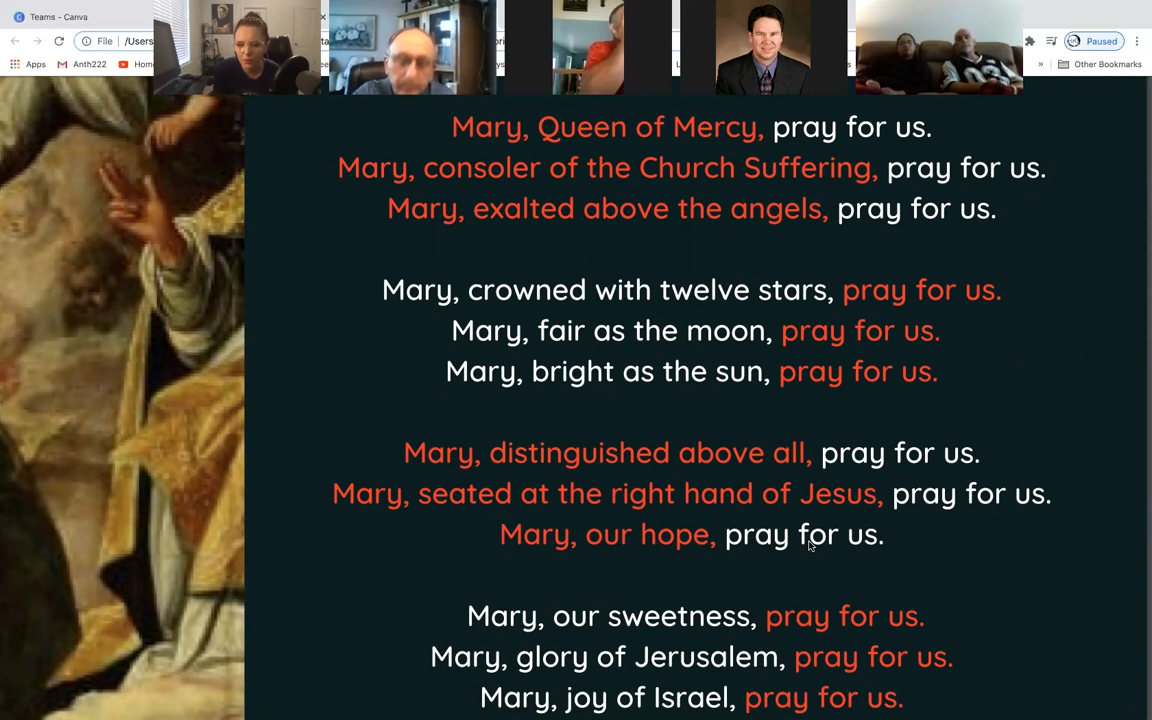 Teams - Canva
File
/Users
Paused
Apps
Anth222
Home
Other Bookmarks
Mary, Queen of Mercy, pray for us.
Mary, consoler of the Church Suffering, pray for us.
Mary, exalted above the angels, pray for us.
Mary, crowned with twelve stars, pray for us.
Mary, fair as the moon, pray for us.
Mary, bright as the sun, pray for us.
Mary, distinguished above all, pray for us.
Mary, seated at the right hand of Jesus, pray for us.
Mary, our hope, pray for us.
Mary, our sweetness, pray for us.
Mary, glory of Jerusalem, pray for us.
Mary, joy of Israel, pray for us.